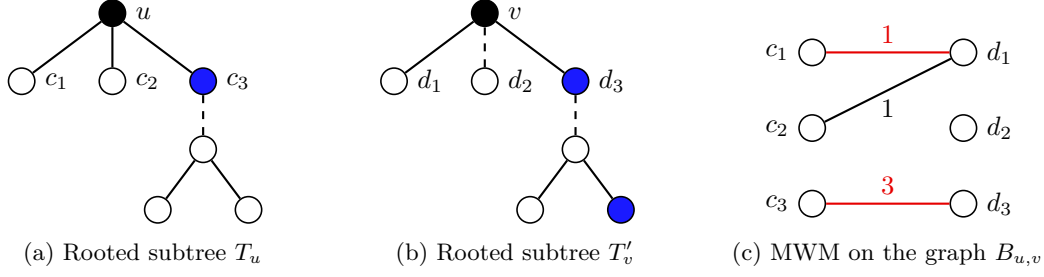 u
c₁
c₂
c₃
(a) Rooted subtree Tᵤ
v
d₁
d₂
d₃
(b) Rooted subtree T′ᵥ
c₁
1
d₁
c₂
1
d₂
c₃
3
d₃
(c) MWM on the graph Bᵤ,ᵥ